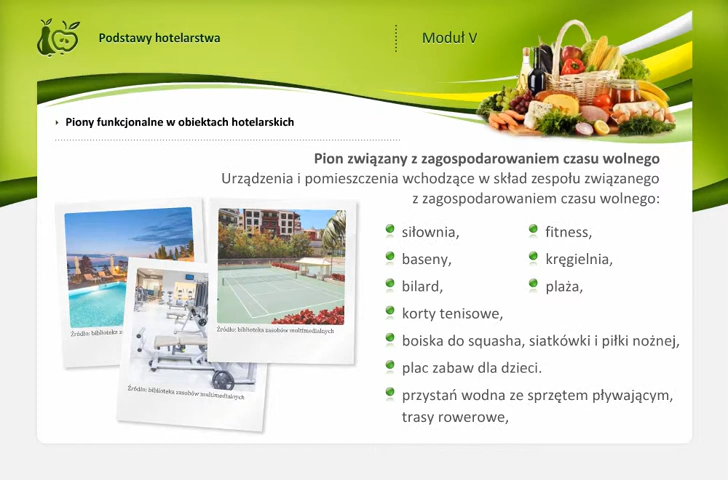 Podstawy hotelarstwa
Moduł V
Piony funkcjonalne w obiektach hotelarskich
Pion związany z zagospodarowaniem czasu wolnego
Urządzenia i pomieszczenia wchodzące w skład zespołu związanego
z zagospodarowaniem czasu wolnego:
siłownia,
baseny,
bilard,
korty tenisowe,
boiska do squasha, siatkówki i piłki nożnej,
plac zabaw dla dzieci.
przystań wodna ze sprzętem pływającym,
trasy rowerowe,
fitness,
kręgielnia,
plaża,
Źródło: biblioteka z
Źródło: biblioteka zasobów multimedialnych
Źródło: biblioteka zasobów multimedialnych